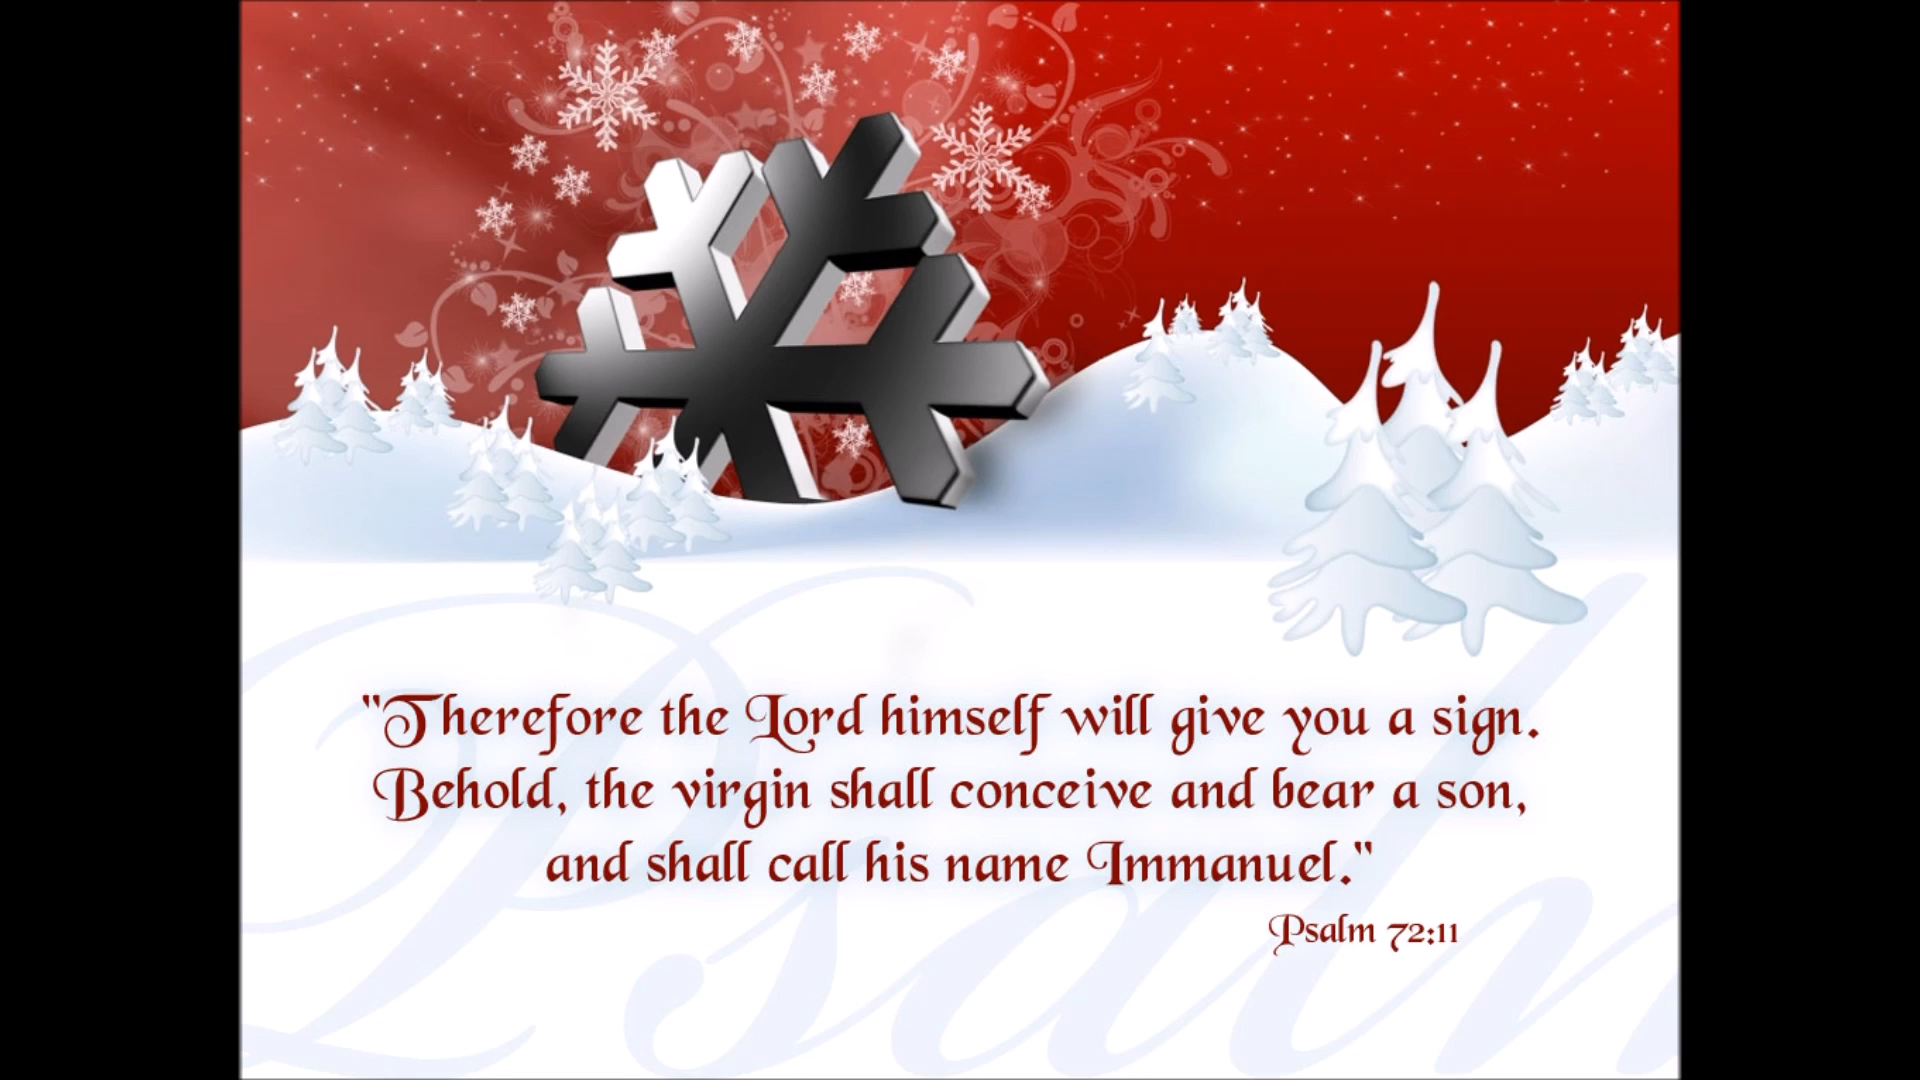 "Therefore the Lord himself will give you a sign.
Behold, the virgin shall conceive and bear a son,
and shall call his name Immanuel."
Psalm 72:11
Psalm